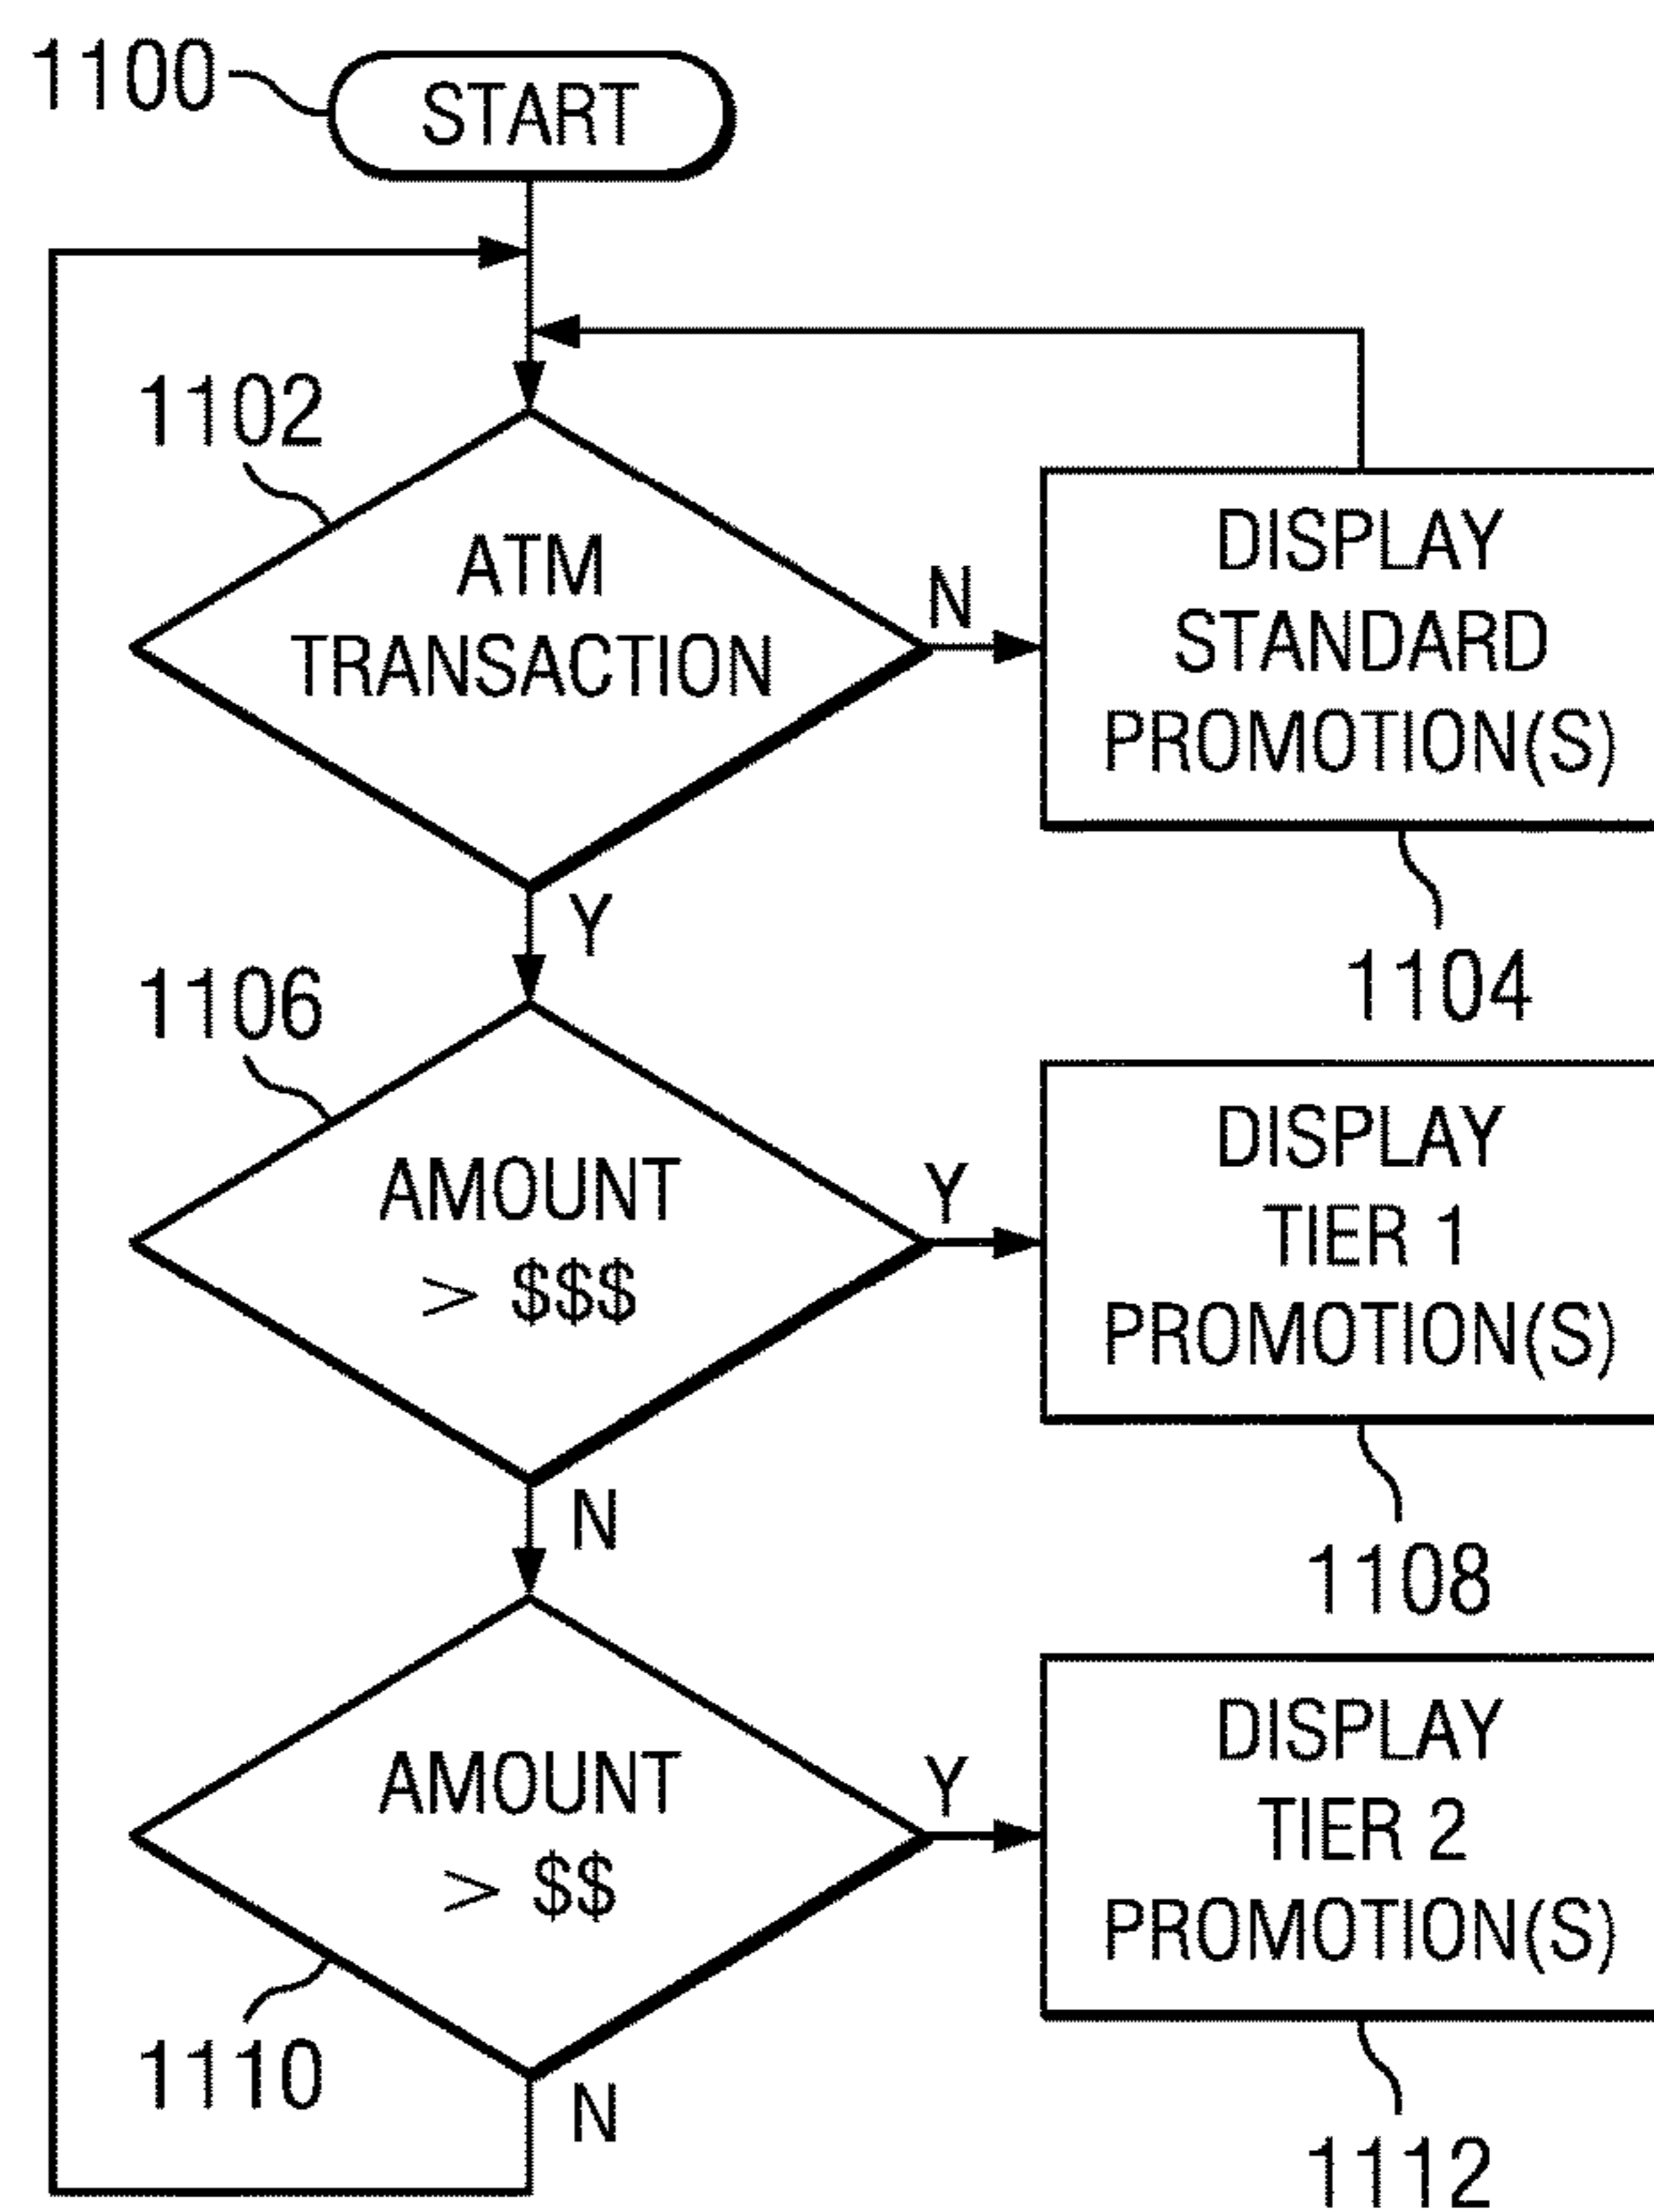 1100
START
1102
ATM
TRANSACTION
N
DISPLAY
STANDARD
PROMOTION(S)
1104
Y
1106
AMOUNT
> $$$
Y
DISPLAY
TIER 1
PROMOTION(S)
1108
N
AMOUNT
> $$
Y
DISPLAY
TIER 2
PROMOTION(S)
1110
N
1112